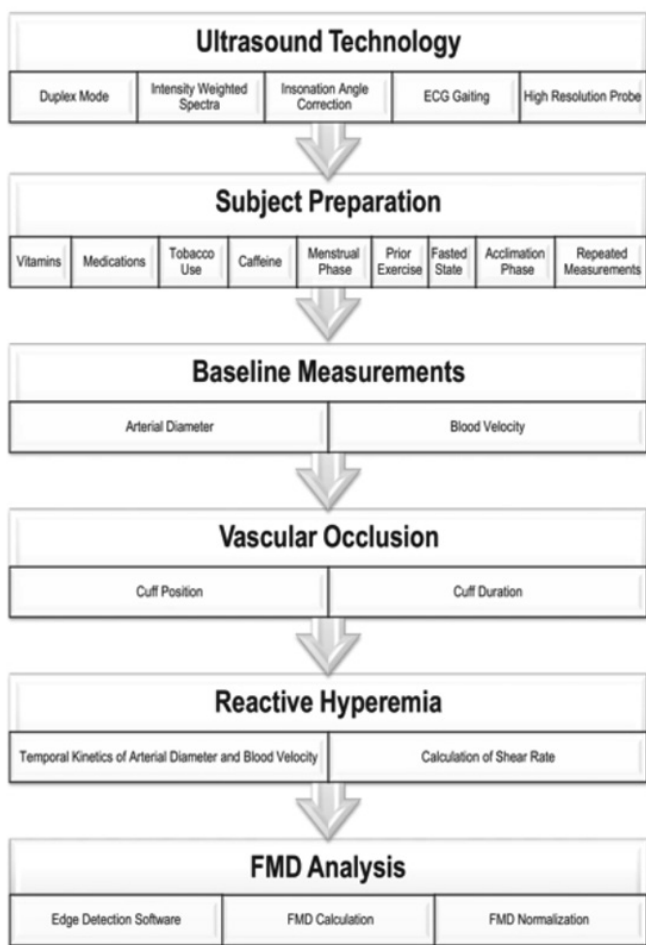 Ultrasound Technology
Duplex Mode
Intensity Weighted
Spectra
Insonation Angle
Correction
ECG Gaiting
High Resolution Probe
Subject Preparation
Vitamins
Medications
Tobacco
Use
Caffeine
Menstrual
Phase
Prior
Exercise
Fasted
State
Acclimation
Phase
Repeated
Measurements
Baseline Measurements
Arterial Diameter
Blood Velocity
Vascular Occlusion
Cuff Position
Cuff Duration
Reactive Hyperemia
Temporal Kinetics of Arterial Diameter and Blood Velocity
Calculation of Shear Rate
FMD Analysis
Edge Detection Software
FMD Calculation
FMD Normalization